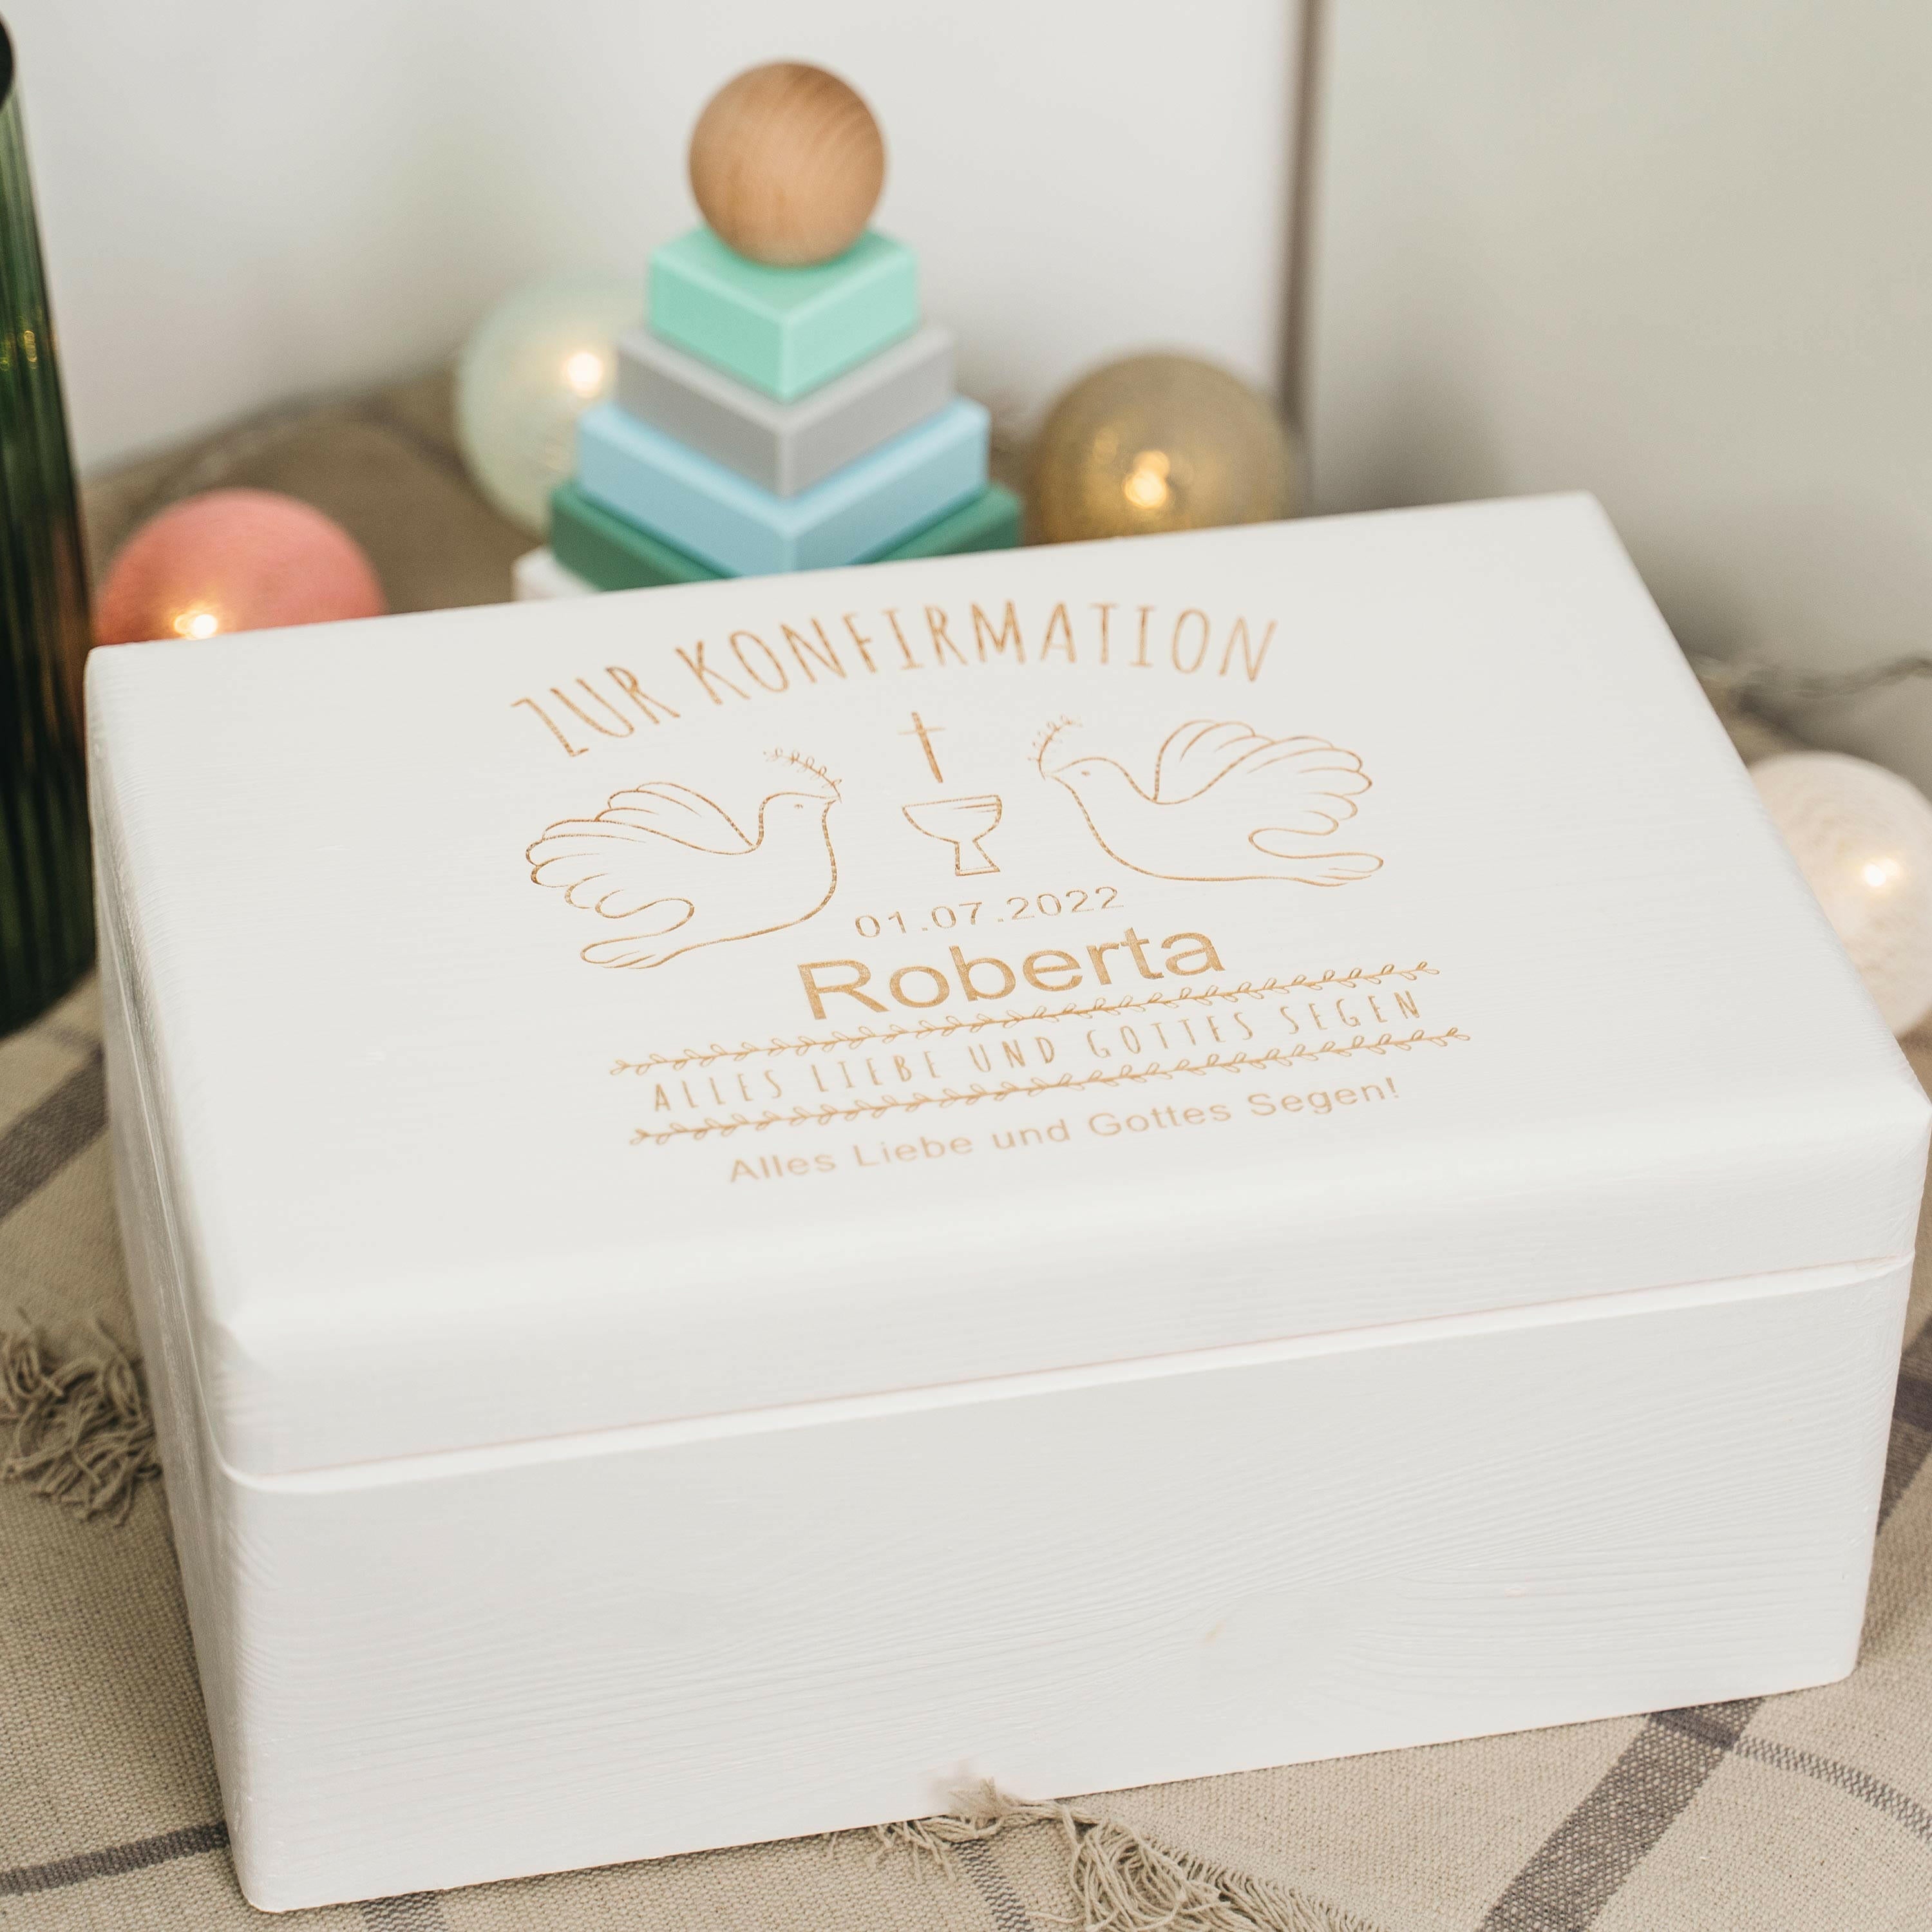 ZUR KONFIRMATION
01.07.2022
Roberta
ALLES LIEBE UND GOTTES SEGEN
Alles Liebe und Gottes Segen!